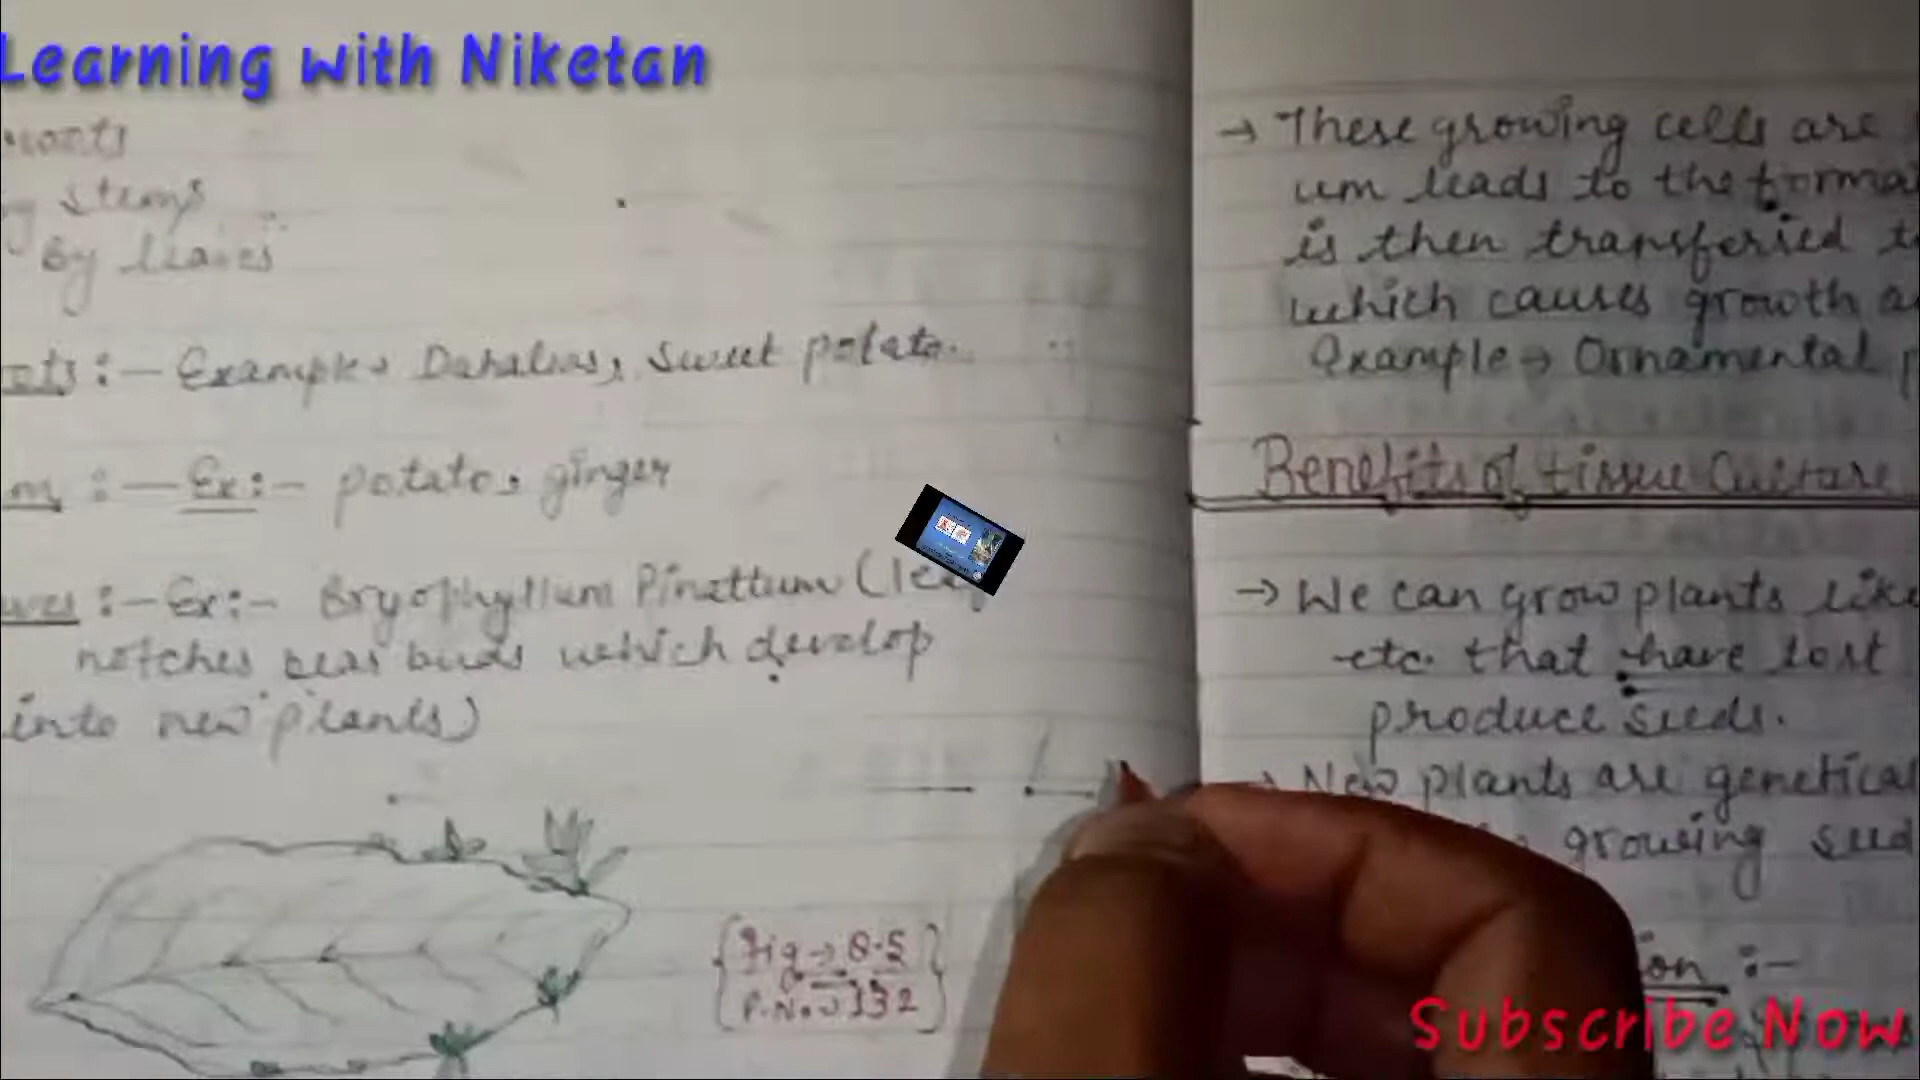 Learning with Niketan
roots
stems
By leaves
:- Example→ Dahalias, Sweet potato.
:- Ex:- potato, ginger
:- Ex:- Bryophyllum Pinattum (leaf
notches bear buds which develop
into new plants)
Fig → 8.5
P.No → 132
→ These growing cells are
um leads to the forma
is then transferried t
which causes growth a
Example → Ornamental p
Benefits of tissue Culture
→ We can grow plants like
etc. that have lost
produce seeds.
→ New plants are genetical
growing seed
ion :-
Subscribe Now